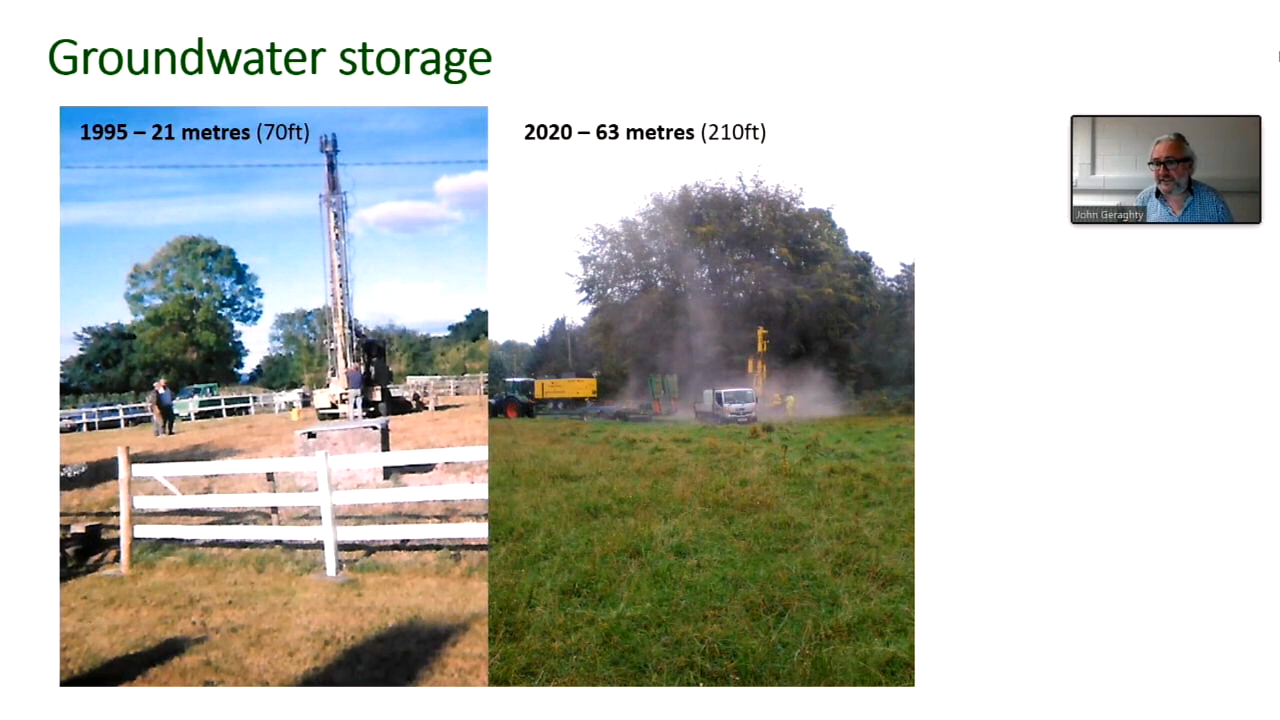 Groundwater storage
1995 – 21 metres (70ft)
2020 – 63 metres (210ft)
John Geraghty